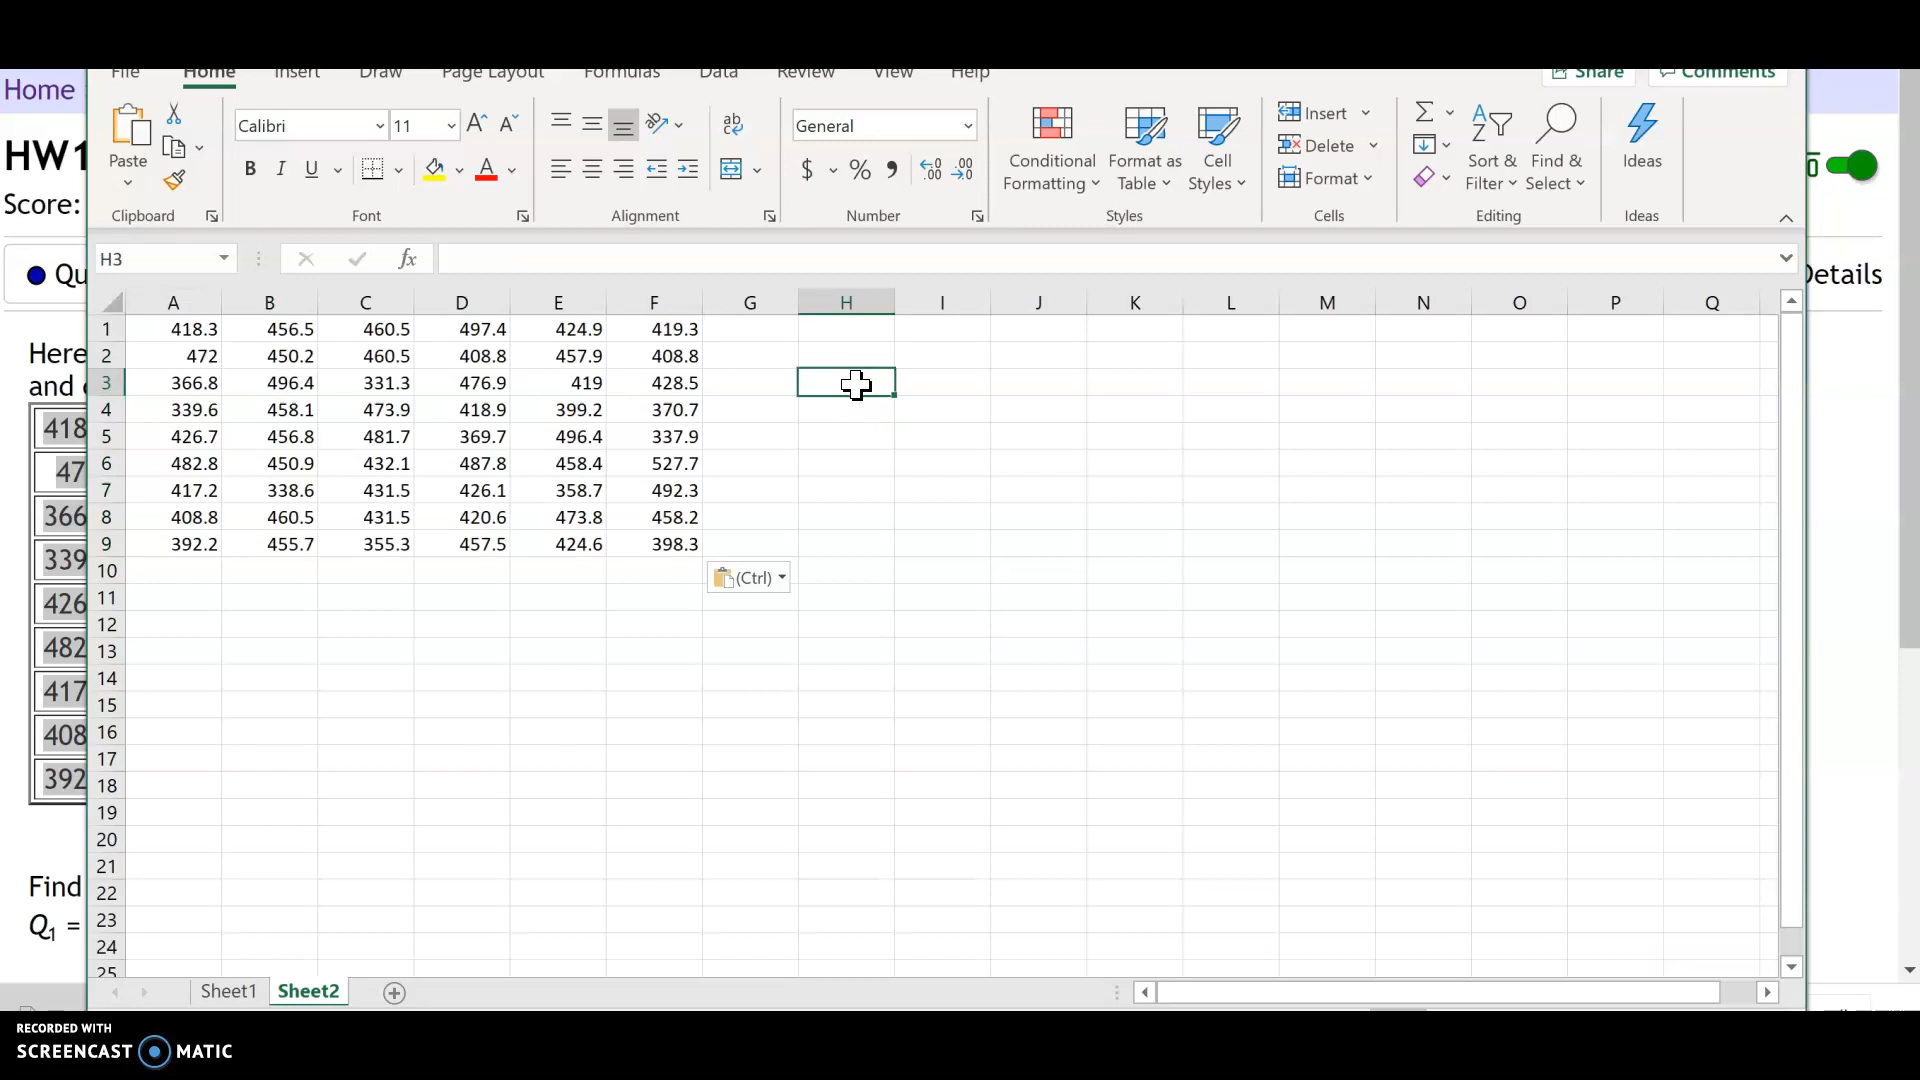 File Home Insert Draw Page Layout Formulas Data Review View Help Share Comments
Home
HW1
Score:
Qu
Details
Here
and
418
47
366
339
426
482
417
408
392
Find
Q1 =
Paste
Calibri 11
B I U
A A
ab
General
$ % ,
Conditional Formatting
Format as Table
Cell Styles
Insert
Delete
Format
Sort & Filter
Find & Select
Ideas
Clipboard Font Alignment Number Styles Cells Editing Ideas
H3 fx
A B C D E F G H I J K L M N O P Q
1 418.3 456.5 460.5 497.4 424.9 419.3
2 472 450.2 460.5 408.8 457.9 408.8
3 366.8 496.4 331.3 476.9 419 428.5
4 339.6 458.1 473.9 418.9 399.2 370.7
5 426.7 456.8 481.7 369.7 496.4 337.9
6 482.8 450.9 432.1 487.8 458.4 527.7
7 417.2 338.6 431.5 426.1 358.7 492.3
8 408.8 460.5 431.5 420.6 473.8 458.2
9 392.2 455.7 355.3 457.5 424.6 398.3
10
(Ctrl)
11
12
13
14
15
16
17
18
19
20
21
22
23
24
25
Sheet1 Sheet2
RECORDED WITH
SCREENCAST MATIC